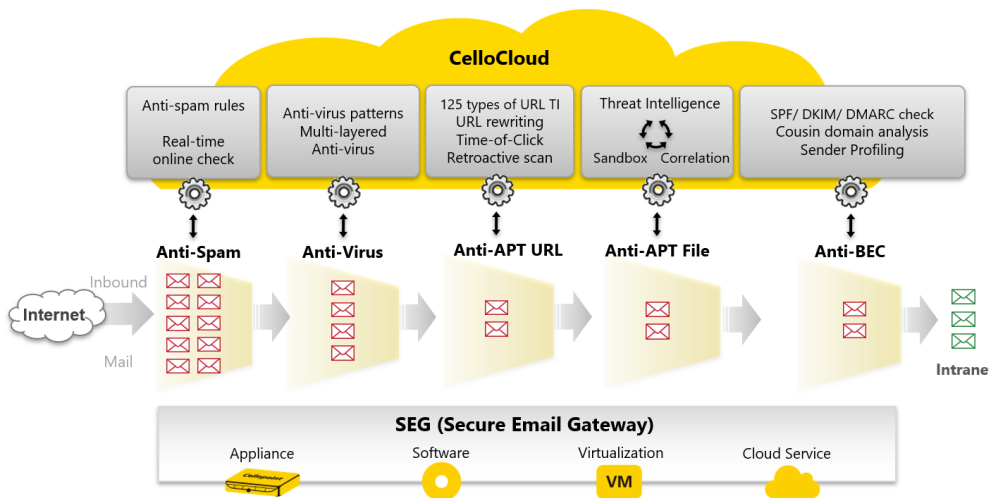 CelloCloud
Anti-spam rules
Real-time
online check
Anti-virus patterns
Multi-layered
Anti-virus
125 types of URL TI
URL rewriting
Time-of-Click
Retroactive scan
Threat Intelligence
Sandbox Correlation
SPF/ DKIM/ DMARC check
Cousin domain analysis
Sender Profiling
Anti-Spam
Anti-Virus
Anti-APT URL
Anti-APT File
Anti-BEC
Inbound
Internet
Mail
Intrane
SEG (Secure Email Gateway)
Appliance
Software
Virtualization
Cloud Service
Cellopoint
VM